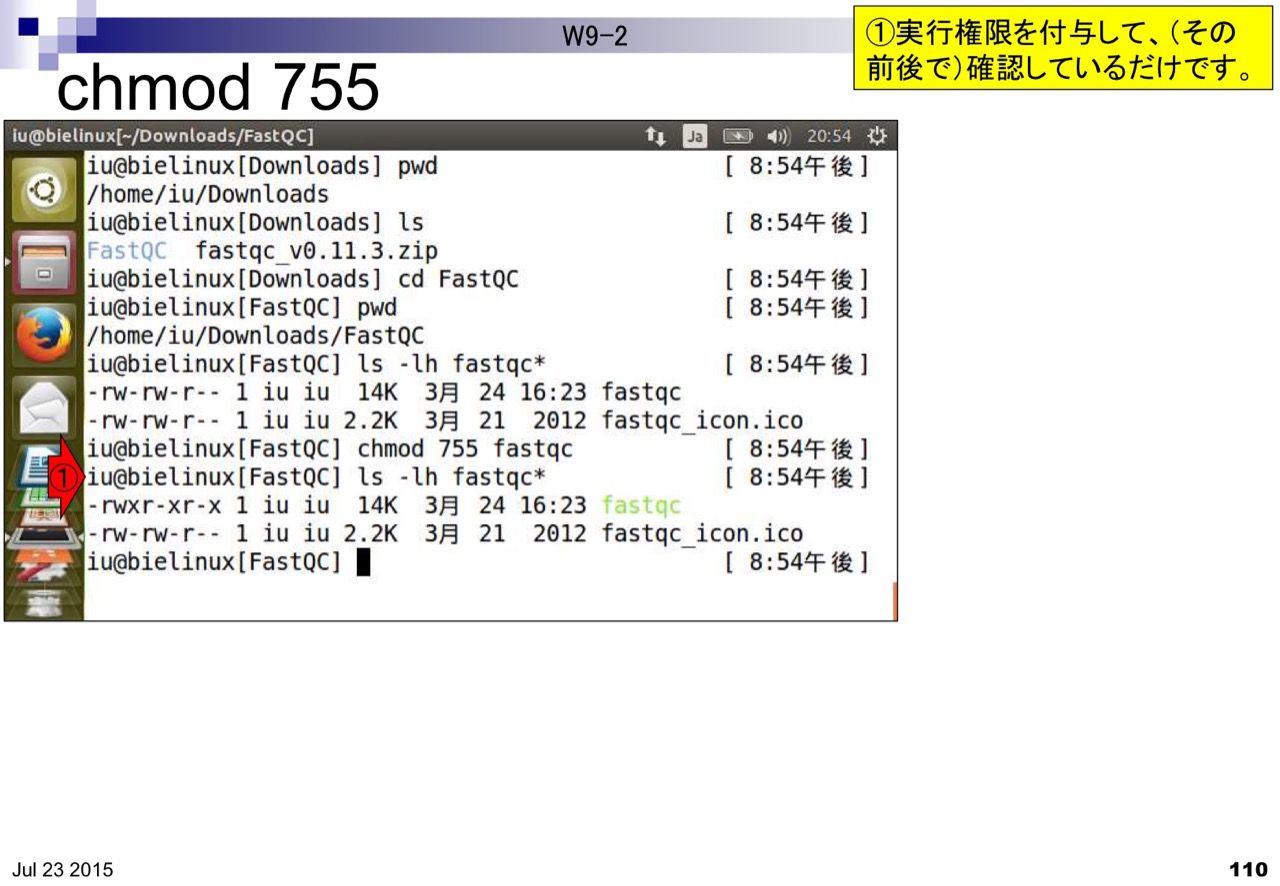 W9-2
①実行権限を付与して、(その
前後で)確認しているだけです。
chmod 755
iu@bielinux[~/Downloads/FastQC] Ja 20:54
iu@bielinux[Downloads] pwd [ 8:54午後]
/home/iu/Downloads
iu@bielinux[Downloads] ls [ 8:54午後]
FastQC fastqc_v0.11.3.zip
iu@bielinux[Downloads] cd FastQC [ 8:54午後]
iu@bielinux[FastQC] pwd [ 8:54午後]
/home/iu/Downloads/FastQC
iu@bielinux[FastQC] ls -lh fastqc* [ 8:54午後]
-rw-rw-r-- 1 iu iu 14K 3月 24 16:23 fastqc
-rw-rw-r-- 1 iu iu 2.2K 3月 21 2012 fastqc_icon.ico
iu@bielinux[FastQC] chmod 755 fastqc [ 8:54午後]
①
iu@bielinux[FastQC] ls -lh fastqc* [ 8:54午後]
-rwxr-xr-x 1 iu iu 14K 3月 24 16:23 fastqc
-rw-rw-r-- 1 iu iu 2.2K 3月 21 2012 fastqc_icon.ico
iu@bielinux[FastQC] [ 8:54午後]
Jul 23 2015
110